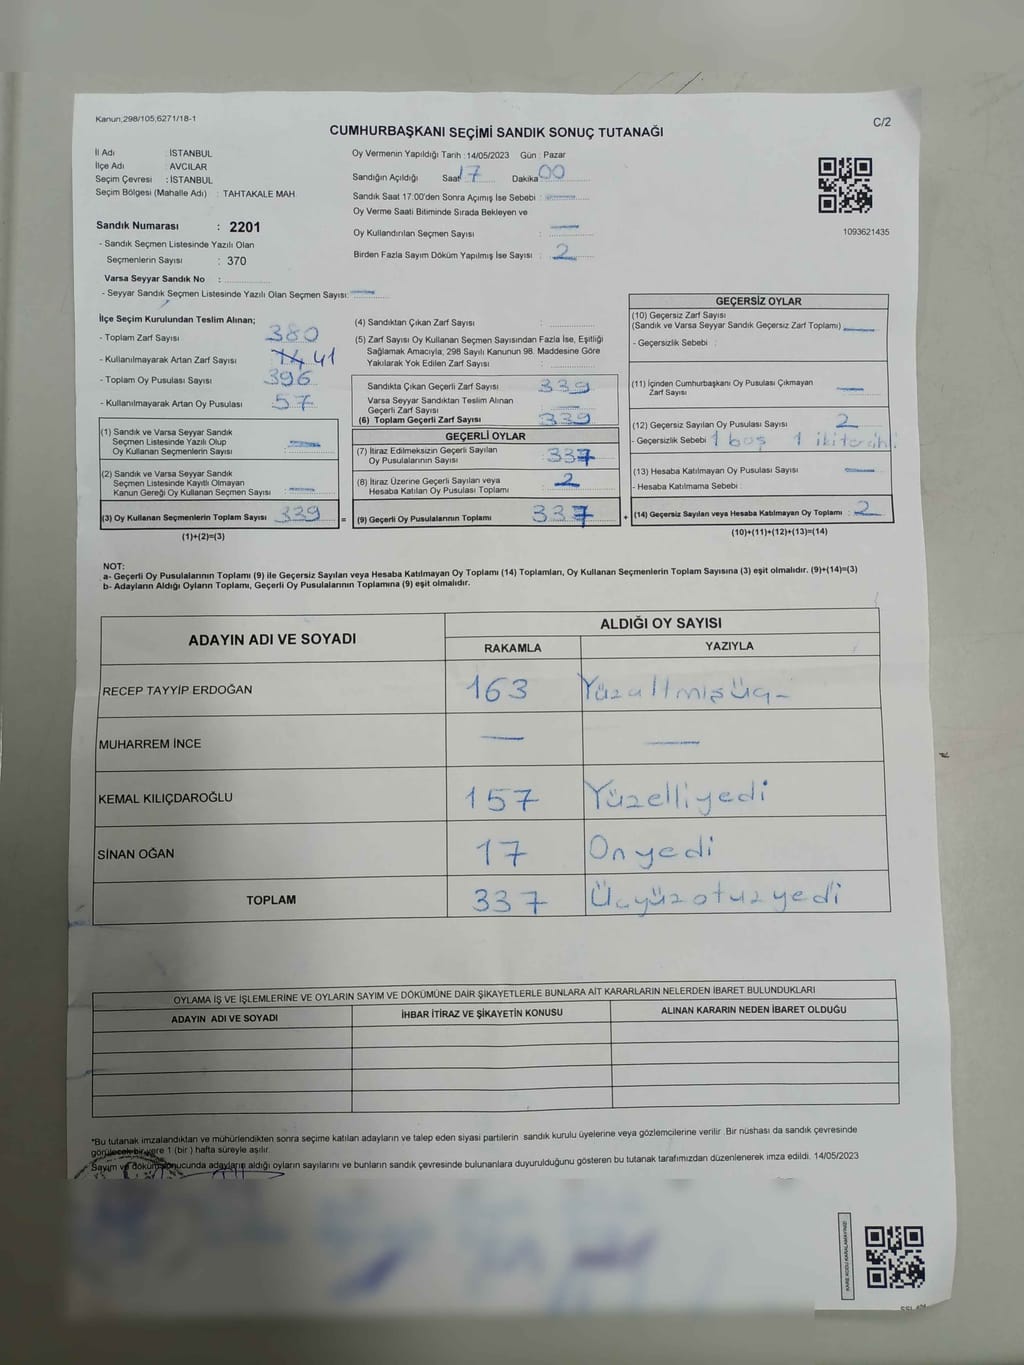 Kanun,298/105;6271/18-1
C/2
CUMHURBAŞKANI SEÇİMİ SANDIK SONUÇ TUTANAĞI
İl Adı : İSTANBUL
İlçe Adı : AVCILAR
Seçim Çevresi : İSTANBUL
Seçim Bölgesi (Mahalle Adı) : TAHTAKALE MAH.
Sandık Numarası : 2201
- Sandık Seçmen Listesinde Yazılı Olan
Seçmenlerin Sayısı : 370
Varsa Seyyar Sandık No :
- Seyyar Sandık Seçmen Listesinde Yazılı Olan Seçmen Sayısı: —
Oy Vermenin Yapıldığı Tarih : 14/05/2023 Gün : Pazar
Sandığın Açıldığı Saat 17 Dakika 00
Sandık Saat 17.00'den Sonra Açımış İse Sebebi : —
Oy Verme Saati Bitiminde Sırada Bekleyen ve
Oy Kullandırılan Seçmen Sayısı : —
Birden Fazla Sayım Döküm Yapılmış İse Sayısı : 2
1093621435
İlçe Seçim Kurulundan Teslim Alınan;
- Toplam Zarf Sayısı 380
- Kullanılmayarak Artan Zarf Sayısı 41
- Toplam Oy Pusulası Sayısı 396
- Kullanılmayarak Artan Oy Pusulası 57
(1) Sandık ve Varsa Seyyar Sandık
Seçmen Listesinde Yazılı Olup
Oy Kullanan Seçmenlerin Sayısı : —
(2) Sandık ve Varsa Seyyar Sandık
Seçmen Listesinde Kayıtlı Olmayan
Kanun Gereği Oy Kullanan Seçmen Sayısı : —
(3) Oy Kullanan Seçmenlerin Toplam Sayısı 339 =
(1)+(2)=(3)
(4) Sandıktan Çıkan Zarf Sayısı :
(5) Zarf Sayısı Oy Kullanan Seçmen Sayısından Fazla İse, Eşitliği
Sağlamak Amacıyla; 298 Sayılı Kanunun 98. Maddesine Göre
Yakılarak Yok Edilen Zarf Sayısı :
Sandıkta Çıkan Geçerli Zarf Sayısı 339
Varsa Seyyar Sandıktan Teslim Alınan
Geçerli Zarf Sayısı : —
(6) Toplam Geçerli Zarf Sayısı 339
GEÇERLİ OYLAR
(7) İtiraz Edilmeksizin Geçerli Sayılan
Oy Pusulalarının Sayısı : 337
(8) İtiraz Üzerine Geçerli Sayılan veya
Hesaba Katılan Oy Pusulası Toplamı
(9) Geçerli Oy Pusulalarının Toplamı 337 +
GEÇERSİZ OYLAR
(10) Geçersiz Zarf Sayısı
(Sandık ve Varsa Seyyar Sandık Geçersiz Zarf Toplamı) —
- Geçersizlik Sebebi :
(11) İçinden Cumhurbaşkanı Oy Pusulası Çıkmayan
Zarf Sayısı —
(12) Geçersiz Sayılan Oy Pusulası Sayısı 2
- Geçersizlik Sebebi 1 boş 1 iki tercihli
(13) Hesaba Katılmayan Oy Pusulası Sayısı —
- Hesaba Katılmama Sebebi :
(14) Geçersiz Sayılan veya Hesaba Katılmayan Oy Toplamı : 2
(10)+(11)+(12)+(13)=(14)
NOT:
a- Geçerli Oy Pusulalarının Toplamı (9) ile Geçersiz Sayılan veya Hesaba Katılmayan Oy Toplamı (14) Toplamları, Oy Kullanan Seçmenlerin Toplam Sayısına (3) eşit olmalıdır. (9)+(14)=(3)
b- Adayların Aldığı Oyların Toplamı, Geçerli Oy Pusulalarının Toplamına (9) eşit olmalıdır.
ADAYIN ADI VE SOYADI
ALDIĞI OY SAYISI
RAKAMLA YAZIYLA
RECEP TAYYİP ERDOĞAN 163 Yüzaltmışüç-
MUHARREM İNCE — —
KEMAL KILIÇDAROĞLU 157 Yüzelliyedi
SİNAN OĞAN 17 Onyedi
TOPLAM 337 Üçyüzotuzyedi
OYLAMA İŞ VE İŞLEMLERİNE VE OYLARIN SAYIM VE DÖKÜMÜNE DAİR ŞİKAYETLERLE BUNLARA AİT KARARLARIN NELERDEN İBARET BULUNDUKLARI
ADAYIN ADI VE SOYADI İHBAR İTİRAZ VE ŞİKAYETİN KONUSU ALINAN KARARIN NEDEN İBARET OLDUĞU
*Bu tutanak imzalandıktan ve mühürlendikten sonra seçime katılan adayların ve talep eden siyasi partilerin sandık kurulu üyelerine veya gözlemcilerine verilir .Bir nüshası da sandık çevresinde
görülecek bir yere 1 (bir ) hafta süreyle asılır.
Sayım ve döküm sonucunda adayların aldığı oyların sayılarını ve bunların sandık çevresinde bulunanlara duyurulduğunu gösteren bu tutanak tarafımızdan düzenlenerek imza edildi. 14/05/2023
KARE KODU KARALAMAYINIZ!